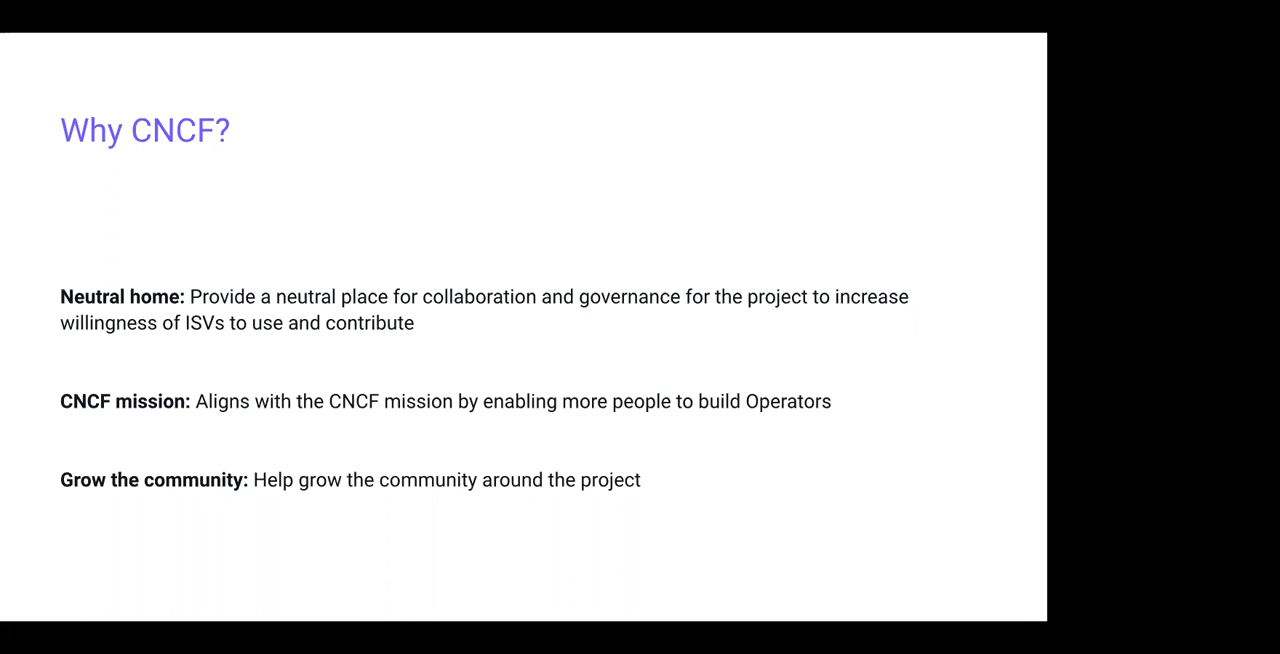 Why CNCF?
Neutral home: Provide a neutral place for collaboration and governance for the project to increase
willingness of ISVs to use and contribute
CNCF mission: Aligns with the CNCF mission by enabling more people to build Operators
Grow the community: Help grow the community around the project